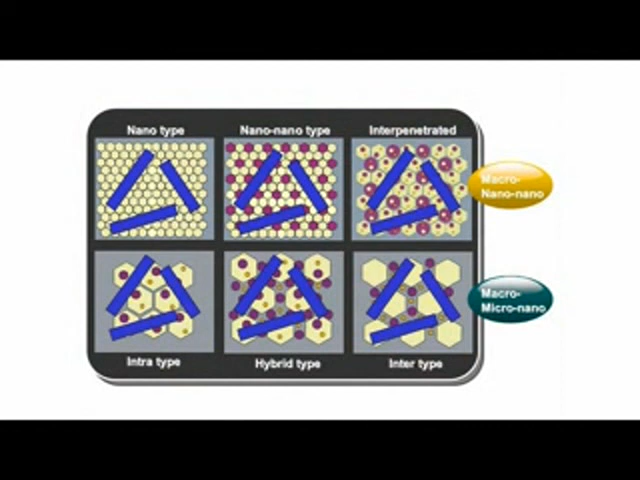 Nano type
Nano-nano type
Interpenetrated
Macro-
Nano-nano
Macro-
Micro-nano
Intra type
Hybrid type
Inter type